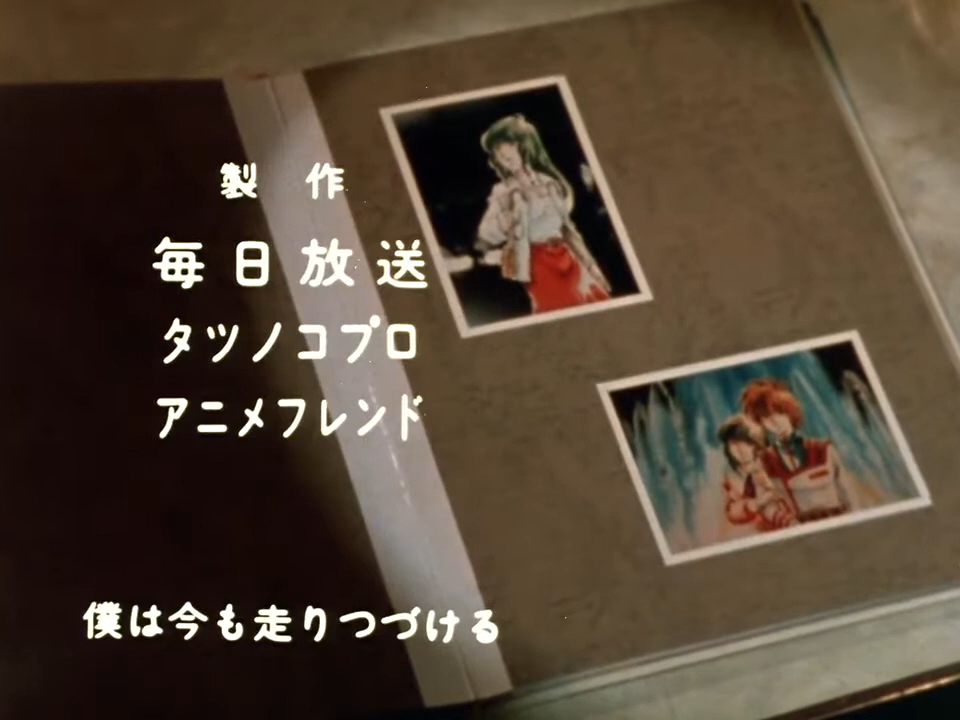 製作
毎日放送
タツノコプロ
アニメフレンド
僕は今も走りつづける